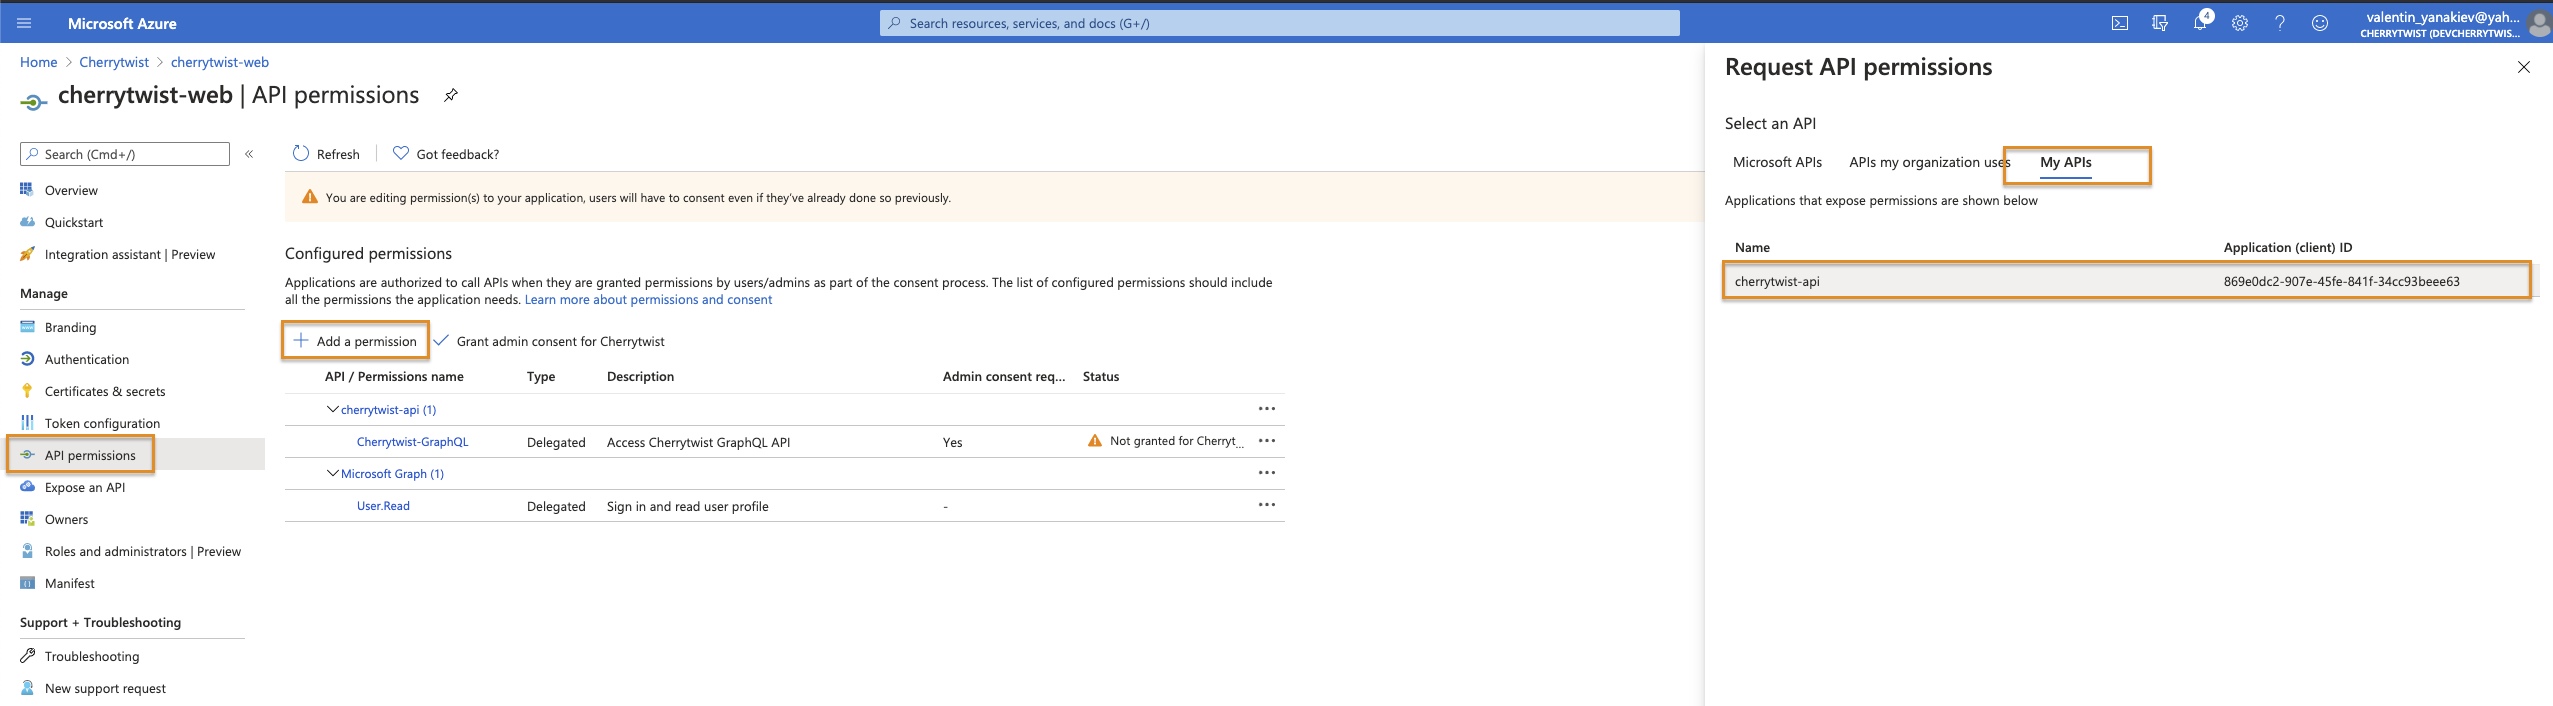 Microsoft Azure
Search resources, services, and docs (G+/)
4
valentin_yanakiev@yah...
CHERRYTWIST (DEVCHERRYTWIS...
Home > Cherrytwist > cherrytwist-web
cherrytwist-web | API permissions
Search (Cmd+/)
«
Overview
Quickstart
Integration assistant | Preview
Manage
Branding
Authentication
Certificates & secrets
Token configuration
API permissions
Expose an API
Owners
Roles and administrators | Preview
Manifest
Support + Troubleshooting
Troubleshooting
New support request
Refresh
Got feedback?
You are editing permission(s) to your application, users will have to consent even if they've already done so previously.
Configured permissions
Applications are authorized to call APIs when they are granted permissions by users/admins as part of the consent process. The list of configured permissions should include
all the permissions the application needs. Learn more about permissions and consent
Add a permission
Grant admin consent for Cherrytwist
API / Permissions name Type Description Admin consent req... Status
cherrytwist-api (1) ...
Cherrytwist-GraphQL Delegated Access Cherrytwist GraphQL API Yes Not granted for Cherryt... ...
Microsoft Graph (1) ...
User.Read Delegated Sign in and read user profile - ...
Request API permissions
Select an API
Microsoft APIs APIs my organization uses My APIs
Applications that expose permissions are shown below
Name Application (client) ID
cherrytwist-api 869e0dc2-907e-45fe-841f-34cc93beee63